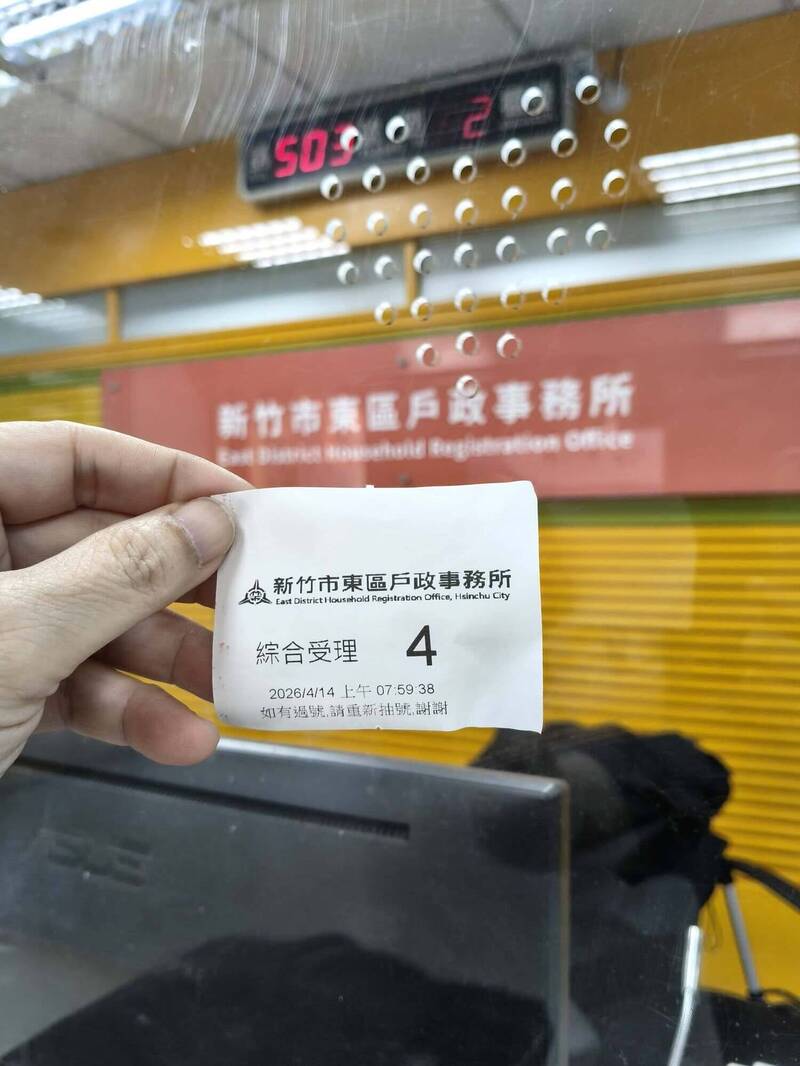 503 2
新竹市東區戶政事務所
East District Household Registration Office
新竹市東區戶政事務所
East District Household Registration Office, Hsinchu City
綜合受理 4
2026/4/14 上午 07:59:38
如有過號,請重新抽號,謝謝
ASUS